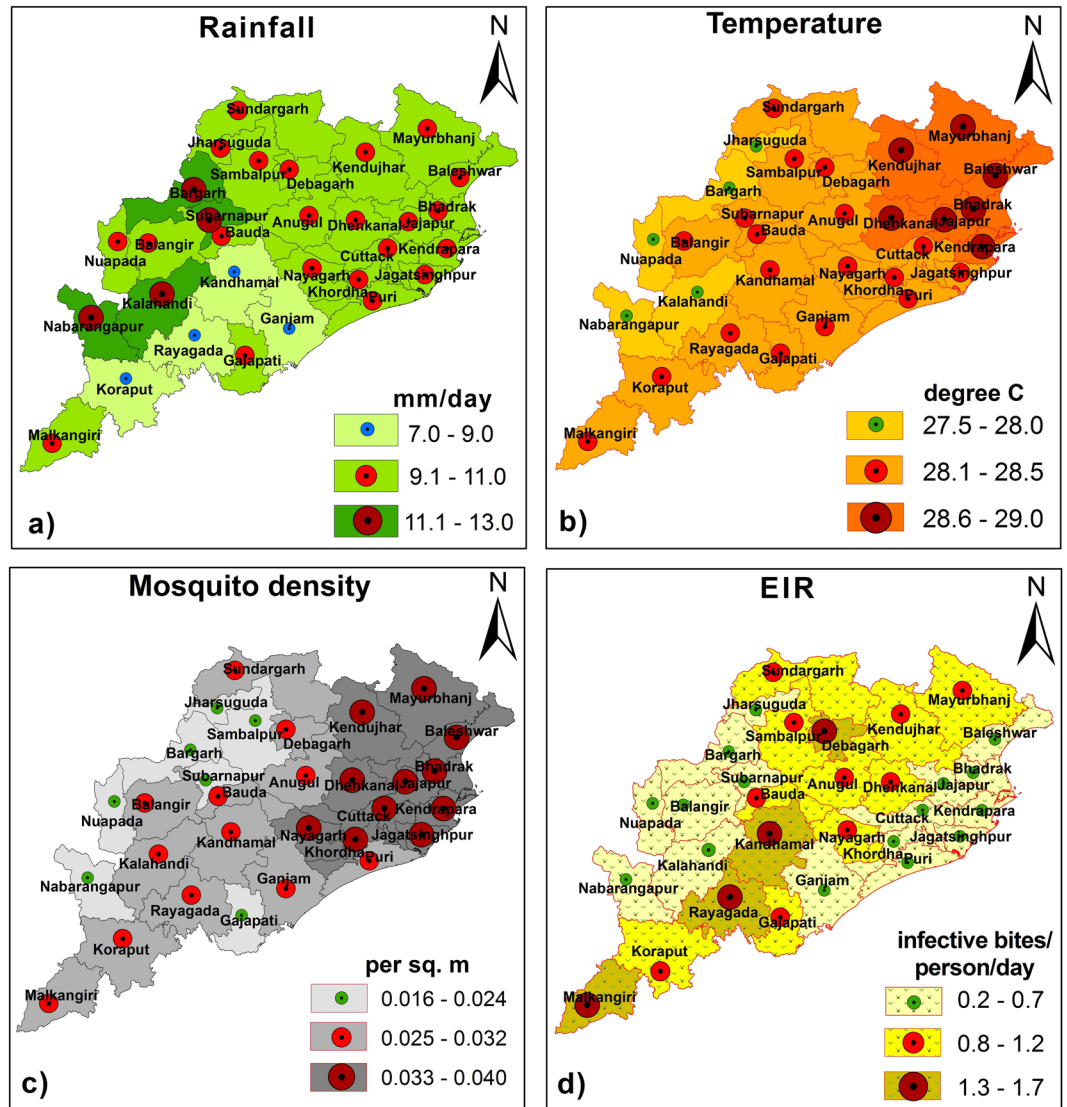 Rainfall
N
Sundargarh
Mayurbhanj
Jharsuguda
Kendujhar
Sambalpur
Baleshwar
Debagarh
Bargarh
Bhadrak
Subarnapur
Anugul
Dhenkanal
Jajapur
Bauda
Balangir
Cuttack
Kendrapara
Nuapada
Kandhamal
Nayagarh
Jagatsinghpur
Khordha
Kalahandi
Puri
Nabarangapur
Ganjam
Rayagada
Gajapati
Koraput
Malkangiri
mm/day
7.0 - 9.0
9.1 - 11.0
11.1 - 13.0
a)
Temperature
N
Sundargarh
Mayurbhanj
Jharsuguda
Kendujhar
Sambalpur
Baleshwar
Debagarh
Bargarh
Bhadrak
Subarnapur
Anugul
Dhenkanal
Jajapur
Bauda
Balangir
Cuttack
Kendrapara
Nuapada
Kandhamal
Nayagarh
Jagatsinghpur
Khordha
Kalahandi
Puri
Nabarangapur
Ganjam
Rayagada
Gajapati
Koraput
Malkangiri
degree C
27.5 - 28.0
28.1 - 28.5
28.6 - 29.0
b)
Mosquito density
N
Sundargarh
Mayurbhanj
Jharsuguda
Kendujhar
Sambalpur
Baleshwar
Debagarh
Bargarh
Bhadrak
Subarnapur
Anugul
Dhenkanal
Jajapur
Bauda
Balangir
Cuttack
Kendrapara
Nuapada
Kandhamal
Nayagarh
Jagatsinghpur
Khordha
Kalahandi
Puri
Nabarangapur
Ganjam
Rayagada
Gajapati
Koraput
Malkangiri
per sq. m
0.016 - 0.024
0.025 - 0.032
0.033 - 0.040
c)
EIR
N
Sundargarh
Mayurbhanj
Jharsuguda
Kendujhar
Sambalpur
Baleshwar
Debagarh
Bargarh
Bhadrak
Subarnapur
Anugul
Dhenkanal
Jajapur
Bauda
Balangir
Cuttack
Kendrapara
Nuapada
Kandhamal
Nayagarh
Jagatsinghpur
Khordha
Kalahandi
Puri
Nabarangapur
Ganjam
Rayagada
Gajapati
Koraput
Malkangiri
infective bites/
person/day
0.2 - 0.7
0.8 - 1.2
1.3 - 1.7
d)